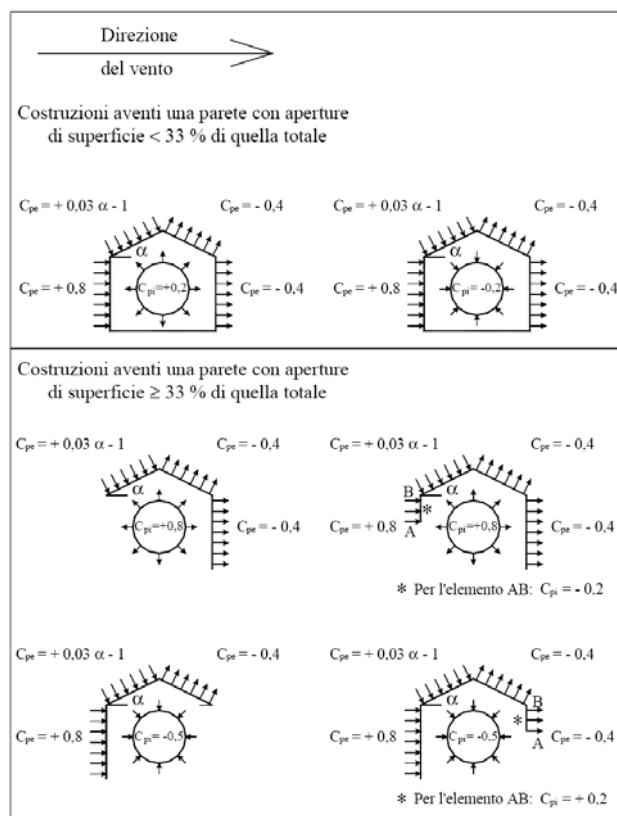 Direzione
del vento
Costruzioni aventi una parete con aperture
di superficie < 33 % di quella totale
Cpe = + 0,03 α - 1
Cpe = - 0,4
Cpe = + 0,03 α - 1
Cpe = - 0,4
α
α
Cpe = + 0,8
Cpi=+0,2
Cpe = - 0,4
Cpe = + 0,8
Cpi= -0,2
Cpe = - 0,4
Costruzioni aventi una parete con aperture
di superficie ≥ 33 % di quella totale
Cpe = + 0,03 α - 1
Cpe = - 0,4
Cpe = + 0,03 α - 1
Cpe = - 0,4
α
B
α
*
Cpi=+0,8
Cpe = - 0,4
Cpe = + 0,8
A
Cpi=+0,8
Cpe = - 0,4
* Per l'elemento AB: Cpi = - 0.2
Cpe = + 0,03 α - 1
Cpe = - 0,4
Cpe = + 0,03 α - 1
Cpe = - 0,4
α
α
B
*
Cpe = + 0,8
Cpi= -0,5
Cpe = + 0,8
Cpi= -0,5
A
Cpe = - 0,4
* Per l'elemento AB: Cpi = + 0,2